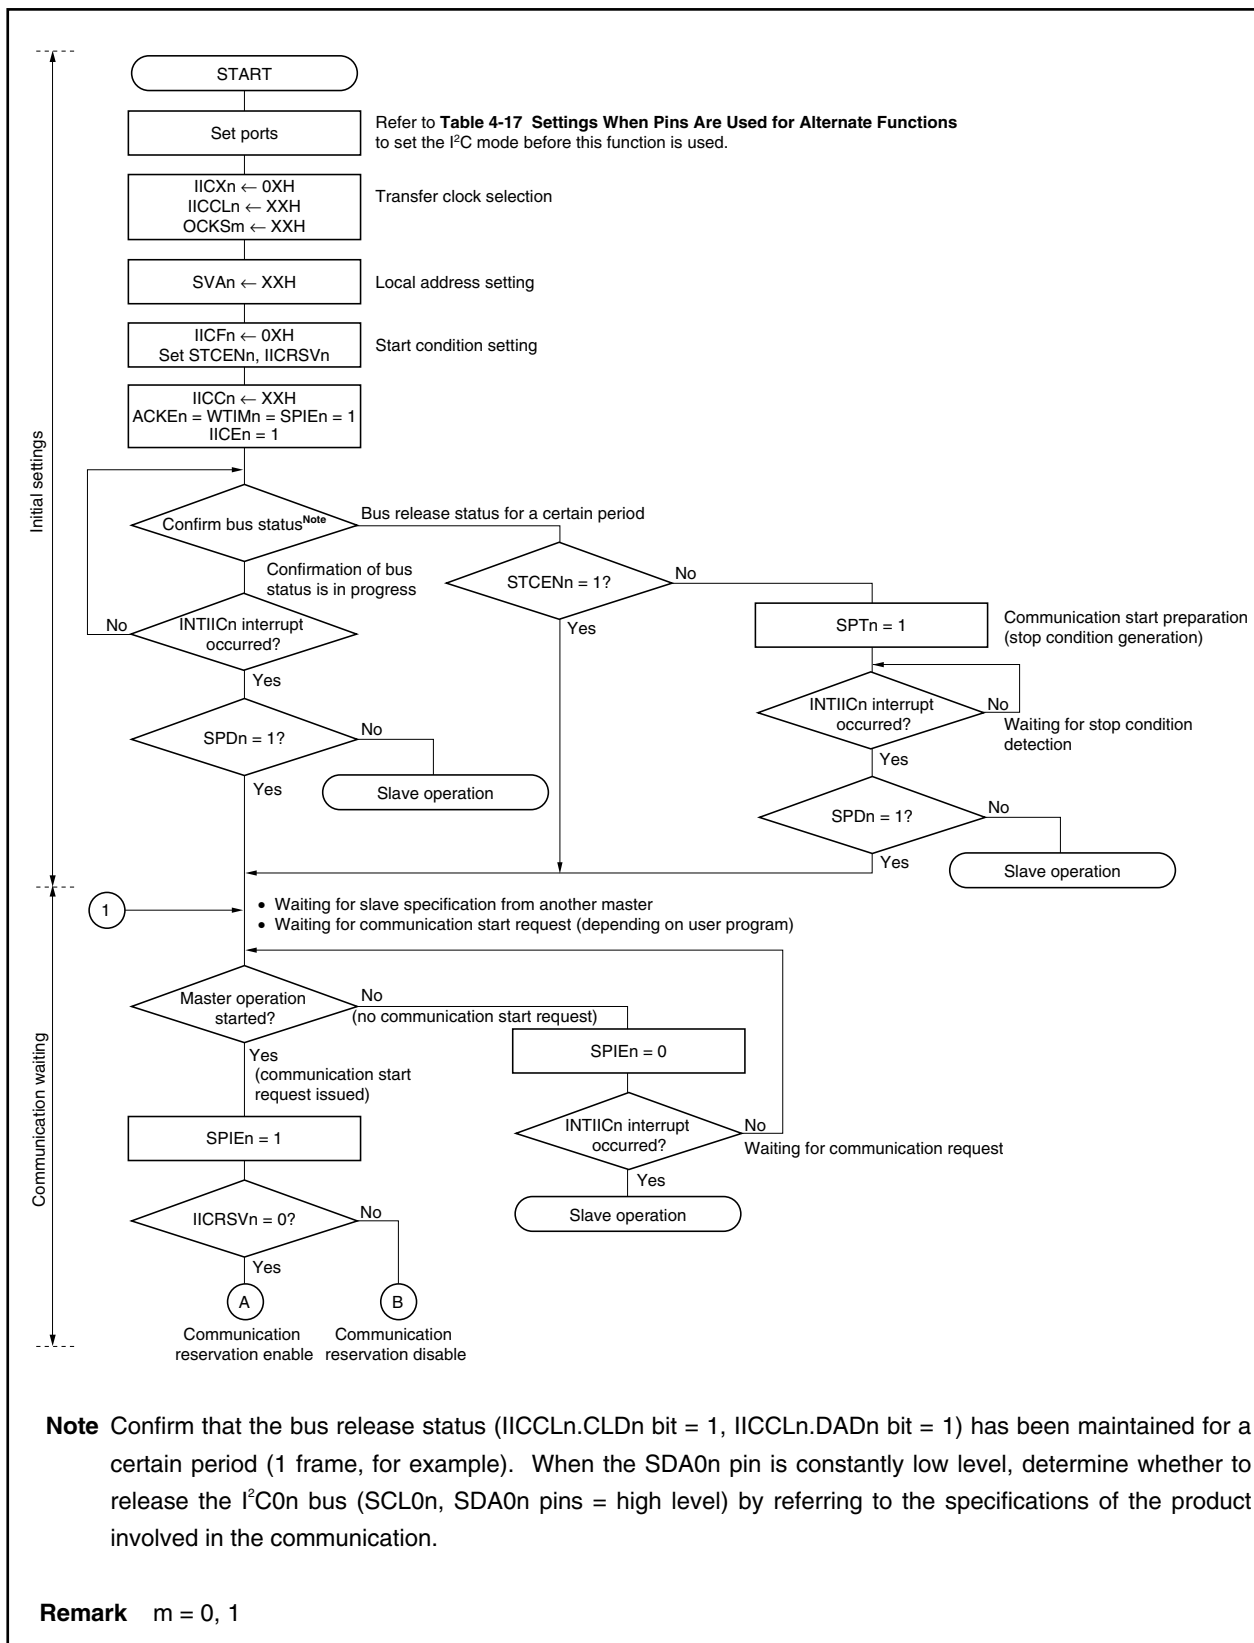 START
Set ports
Refer to Table 4-17 Settings When Pins Are Used for Alternate Functions
to set the I²C mode before this function is used.
IICXn ← 0XH
IICCLn ← XXH
OCKSm ← XXH
Transfer clock selection
SVAn ← XXH
Local address setting
IICFn ← 0XH
Set STCENn, IICRSVn
Start condition setting
IICCn ← XXH
ACKEn = WTIMn = SPIEn = 1
IICEn = 1
Initial settings
Confirm bus statusNote
Bus release status for a certain period
Confirmation of bus
status is in progress
STCENn = 1?
No
Yes
SPTn = 1
Communication start preparation
(stop condition generation)
No
INTIICn interrupt
occurred?
Yes
INTIICn interrupt
occurred?
No
Waiting for stop condition
detection
Yes
SPDn = 1?
No
Yes
Slave operation
SPDn = 1?
No
Yes
Slave operation
1
• Waiting for slave specification from another master
• Waiting for communication start request (depending on user program)
Communication waiting
Master operation
started?
No
(no communication start request)
Yes
(communication start
request issued)
SPIEn = 0
SPIEn = 1
INTIICn interrupt
occurred?
No
Waiting for communication request
Yes
Slave operation
IICRSVn = 0?
No
Yes
A
B
Communication
reservation enable
Communication
reservation disable
Note Confirm that the bus release status (IICCLn.CLDn bit = 1, IICCLn.DADn bit = 1) has been maintained for a
certain period (1 frame, for example). When the SDA0n pin is constantly low level, determine whether to
release the I²C0n bus (SCL0n, SDA0n pins = high level) by referring to the specifications of the product
involved in the communication.
Remark m = 0, 1